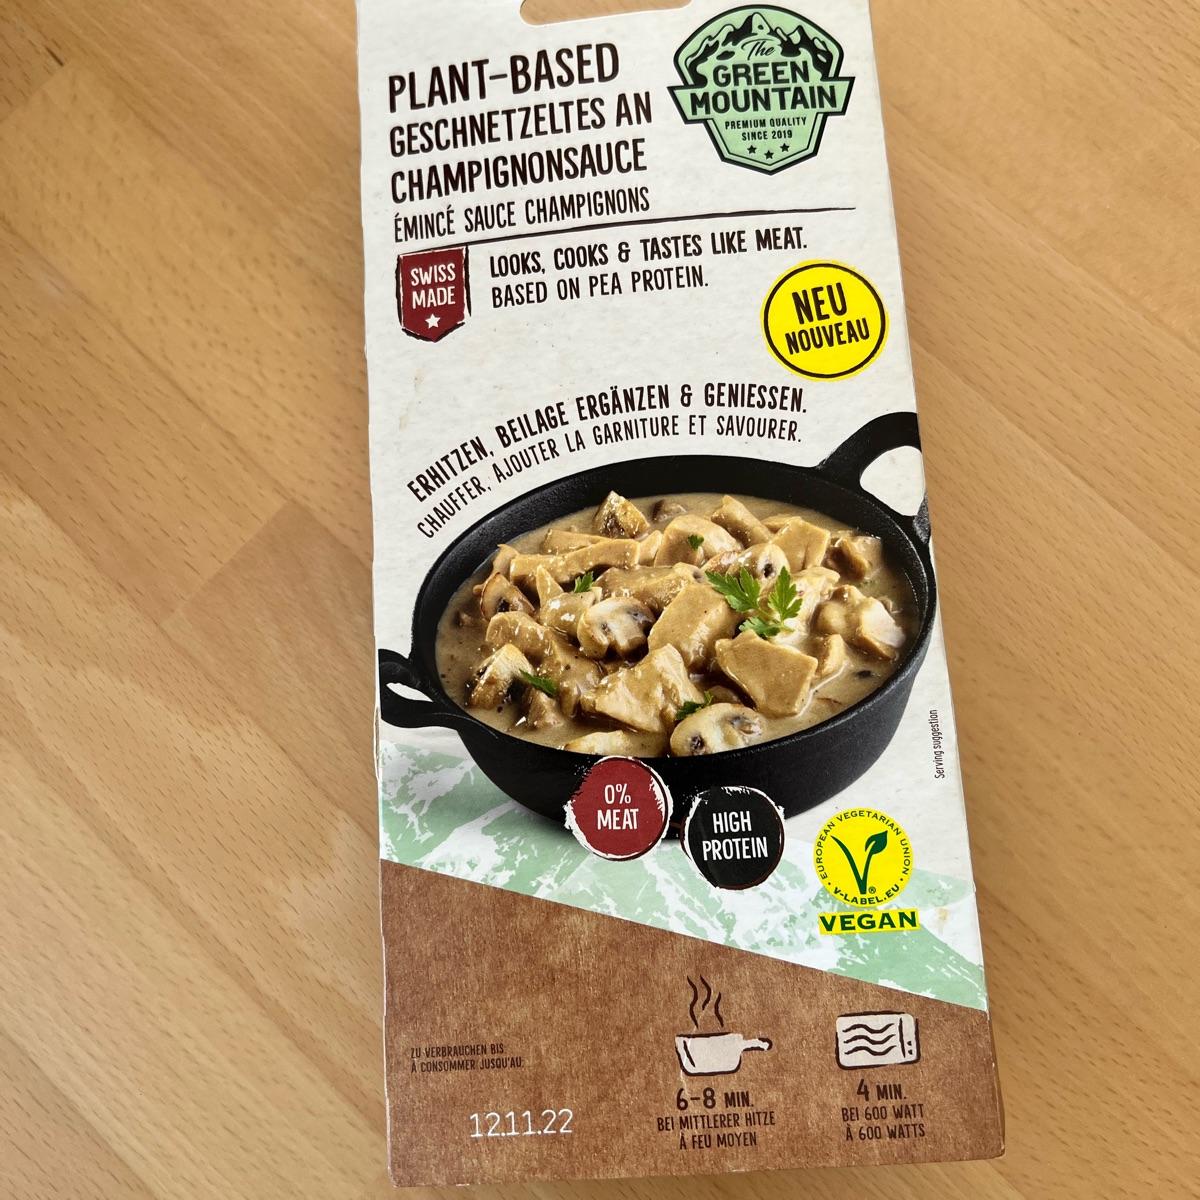 The
GREEN
MOUNTAIN
PREMIUM QUALITY
SINCE 2019
PLANT-BASED
GESCHNETZELTES AN
CHAMPIGNONSAUCE
ÉMINCÉ SAUCE CHAMPIGNONS
SWISS
MADE
LOOKS, COOKS & TASTES LIKE MEAT.
BASED ON PEA PROTEIN.
NEU
NOUVEAU
ERHITZEN, BEILAGE ERGÄNZEN & GENIESSEN.
CHAUFFER, AJOUTER LA GARNITURE ET SAVOURER.
Serving suggestion
0%
MEAT
HIGH
PROTEIN
EUROPEAN VEGETARIAN UNION
V-LABEL.EU
®
VEGAN
ZU VERBRAUCHEN BIS
À CONSOMMER JUSQU'AU:
12.11.22
6-8 MIN.
BEI MITTLERER HITZE
À FEU MOYEN
4 MIN.
BEI 600 WATT
À 600 WATTS